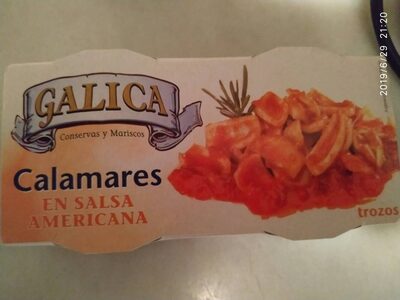 GALICA
Conservas y Mariscos
Calamares
EN SALSA
AMERICANA
trozos
2019/6/29 21:20